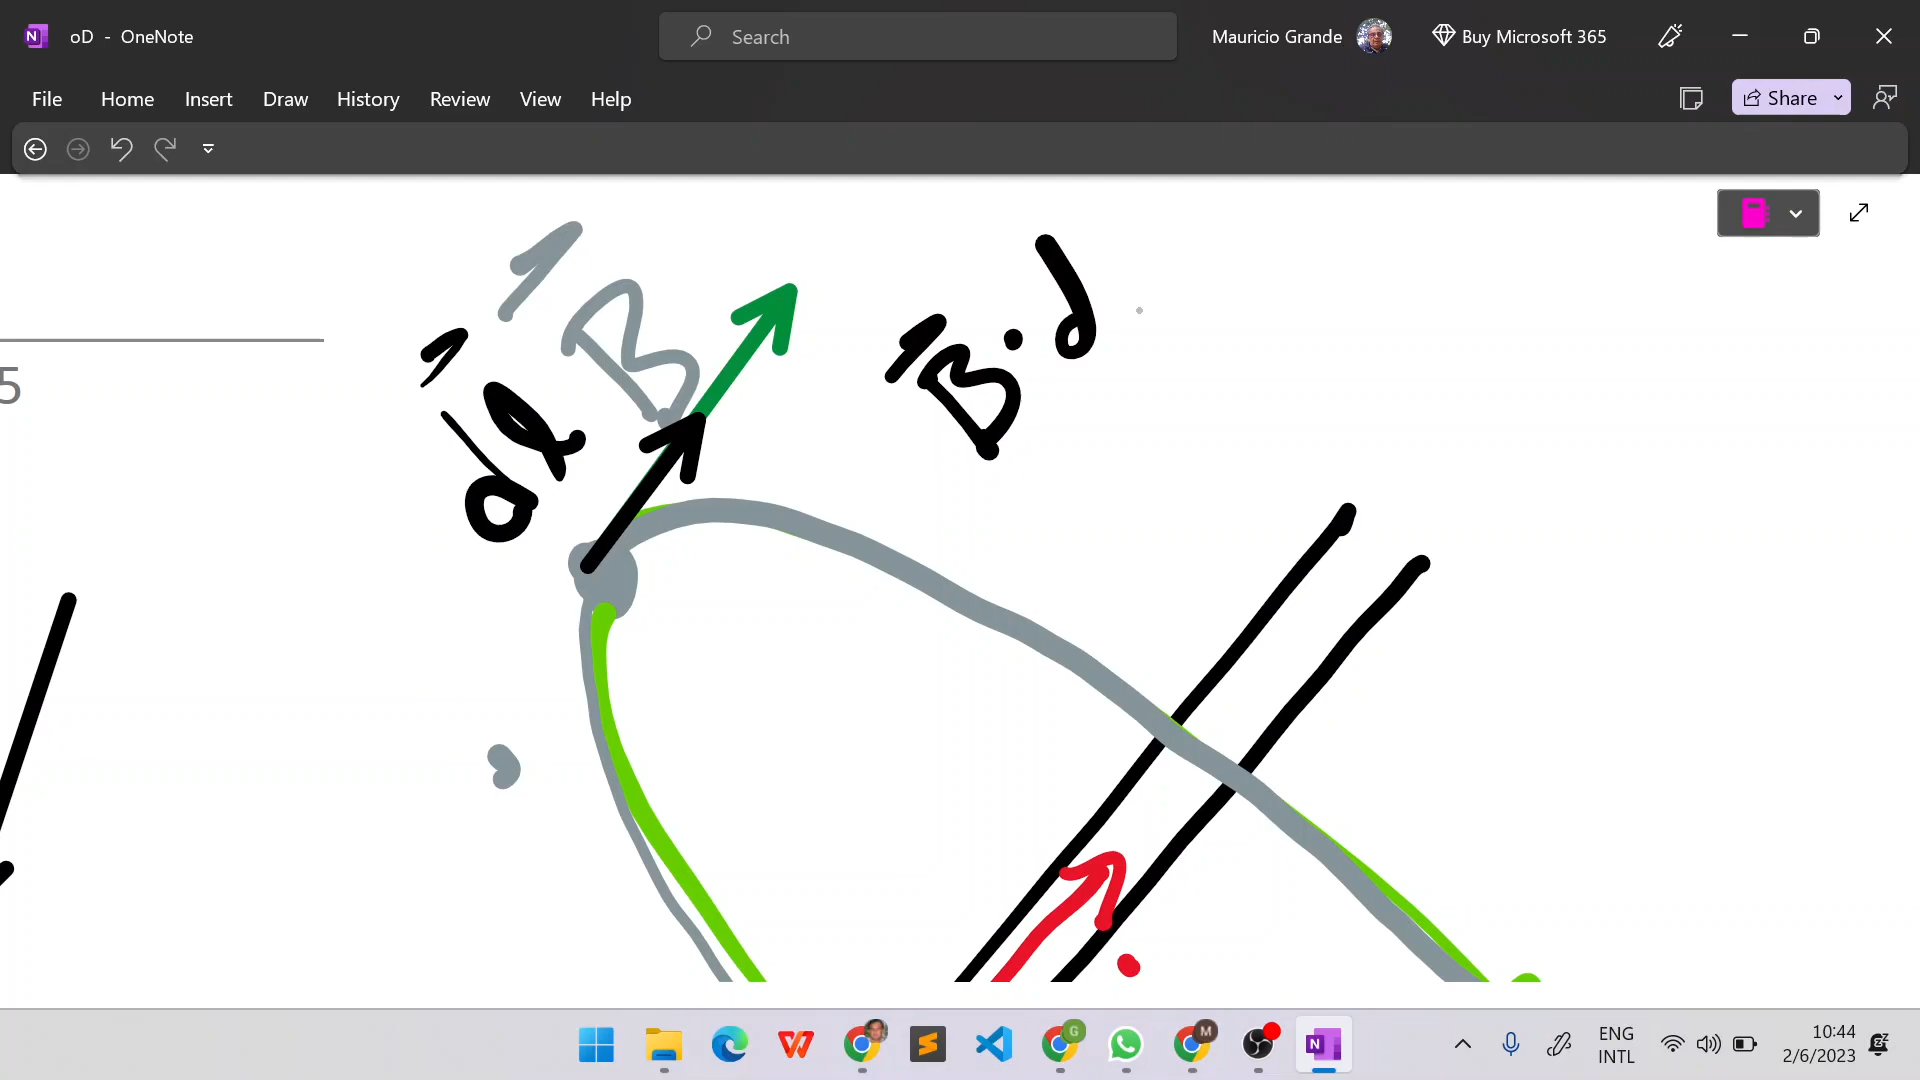 oD - OneNote
Search
Mauricio Grande
Buy Microsoft 365
File Home Insert Draw History Review View Help
Share
5
B
dl
B · d
ENG
INTL
10:44
2/6/2023